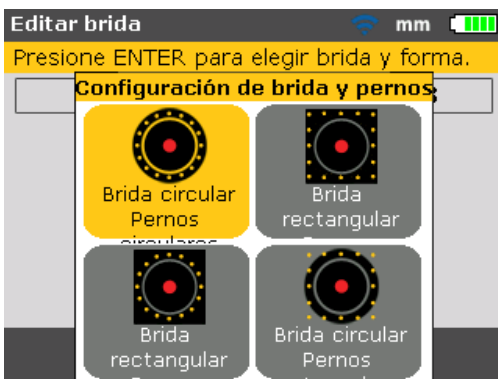 Editar brida mm
Presione ENTER para elegir brida y forma.
Configuración de brida y pernos
Brida circular
Pernos
circulares
Brida
rectangular
Brida
rectangular
Brida circular
Pernos